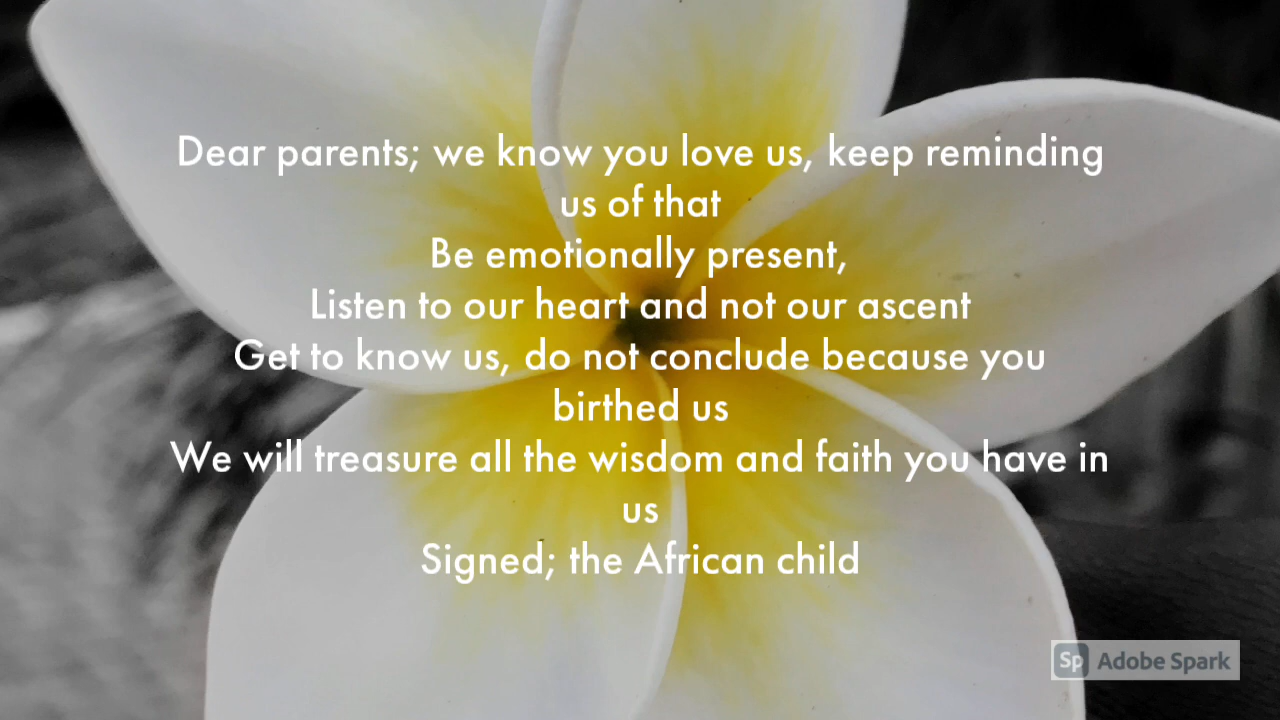 Dear parents; we know you love us, keep reminding
us of that
Be emotionally present,
Listen to our heart and not our ascent
Get to know us, do not conclude because you
birthed us
We will treasure all the wisdom and faith you have in
us
Signed; the African child
Sp Adobe Spark